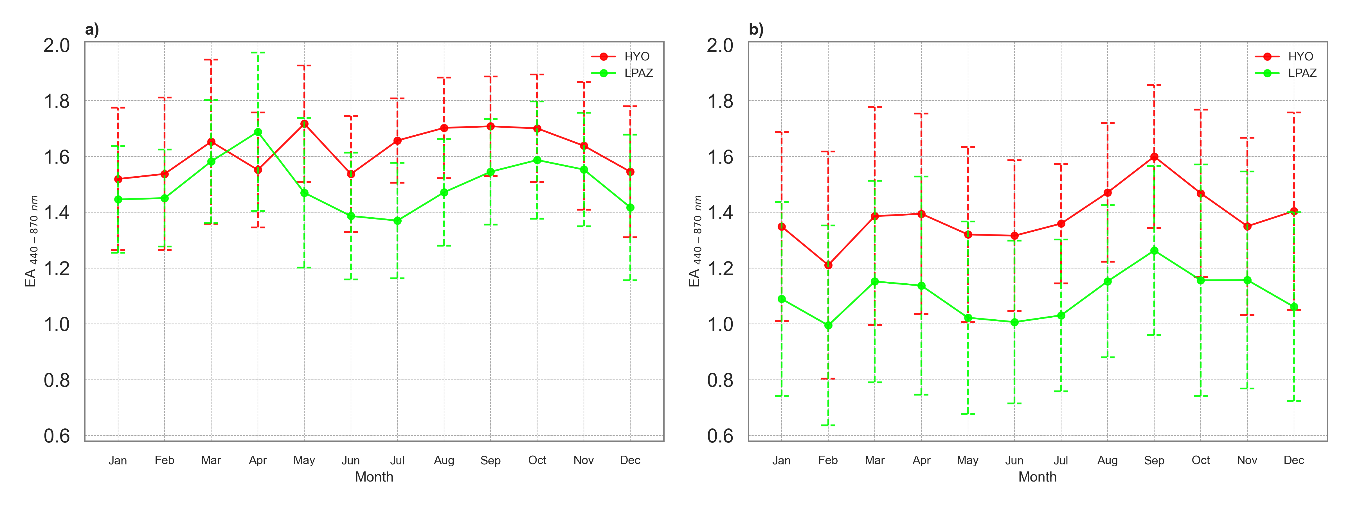 a)
2.0
1.8
1.6
1.4
1.2
1.0
0.8
0.6
EA 440 − 870 nm
HYO
LPAZ
Jan Feb Mar Apr May Jun Jul Aug Sep Oct Nov Dec
Month
b)
2.0
1.8
1.6
1.4
1.2
1.0
0.8
0.6
EA 440 − 870 nm
HYO
LPAZ
Jan Feb Mar Apr May Jun Jul Aug Sep Oct Nov Dec
Month